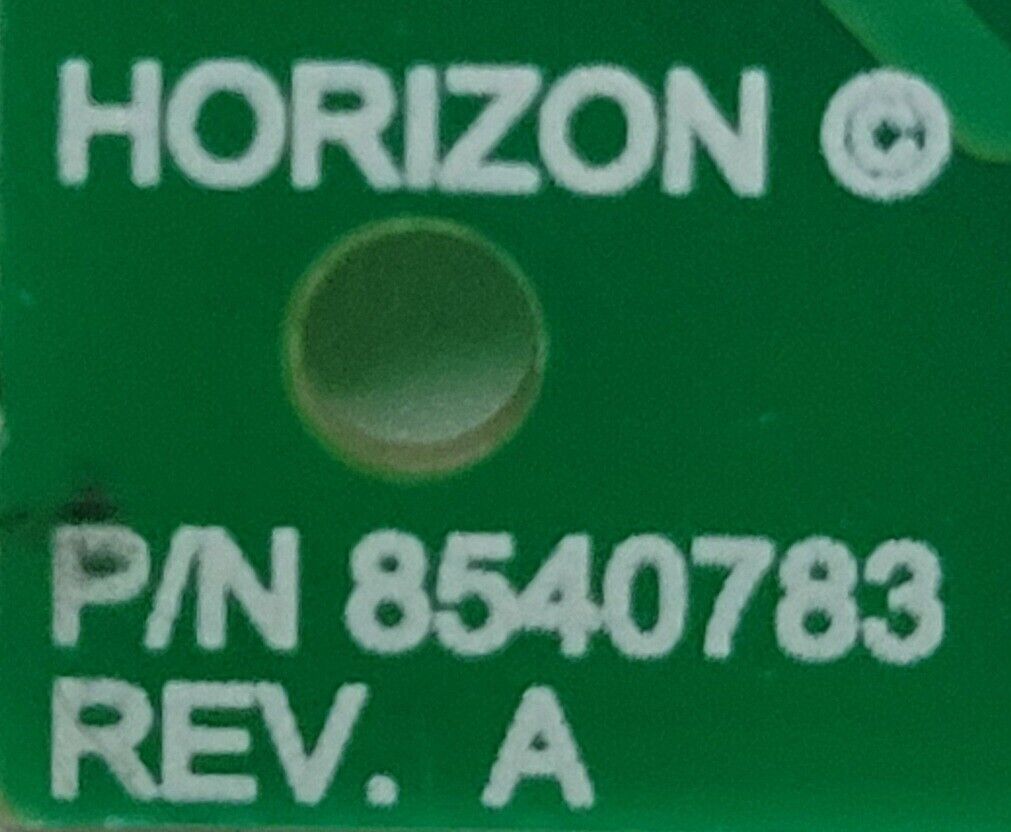 HORIZON ©
P/N 8540783
REV. A